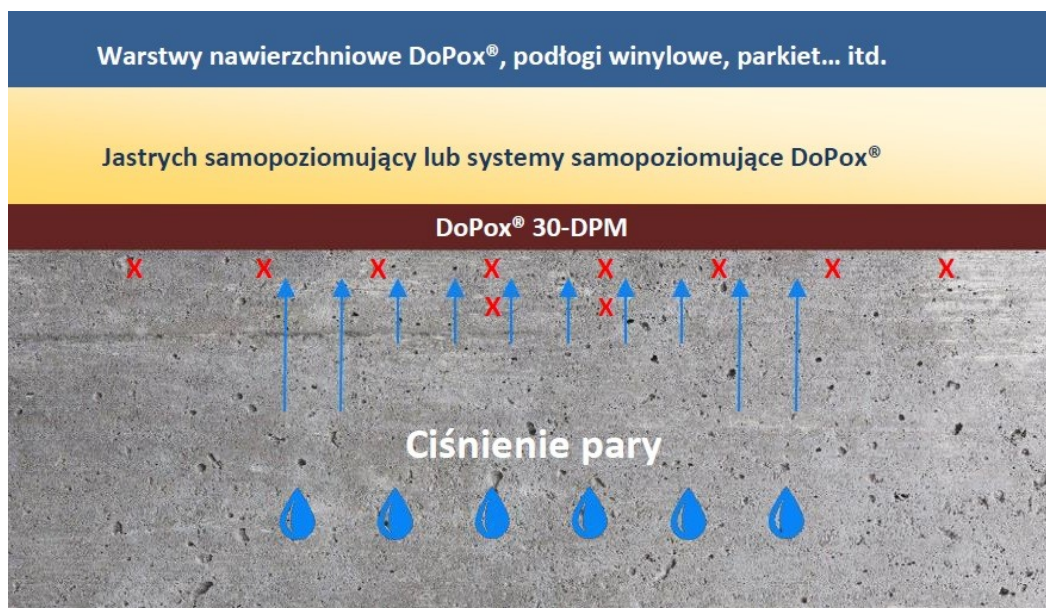 Warstwy nawierzchniowe DoPox®, podłogi winylowe, parkiet... itd.
Jastrych samopoziomujący lub systemy samopoziomujące DoPox®
DoPox® 30-DPM
X X X X X X X X
X X
Ciśnienie pary